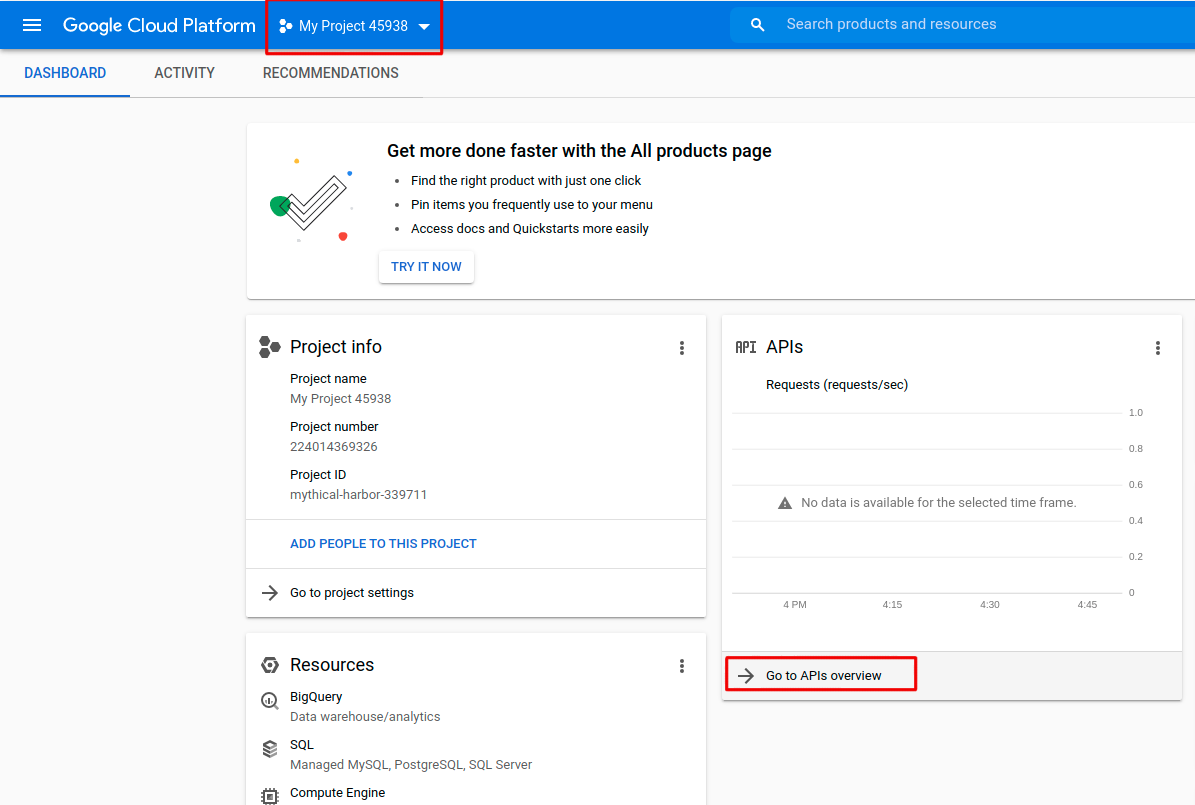 Google Cloud Platform
My Project 45938
Search products and resources
DASHBOARD
ACTIVITY
RECOMMENDATIONS
Get more done faster with the All products page
Find the right product with just one click
Pin items you frequently use to your menu
Access docs and Quickstarts more easily
TRY IT NOW
Project info
Project name
My Project 45938
Project number
224014369326
Project ID
mythical-harbor-339711
ADD PEOPLE TO THIS PROJECT
Go to project settings
Resources
BigQuery
Data warehouse/analytics
SQL
Managed MySQL, PostgreSQL, SQL Server
Compute Engine
API APIs
Requests (requests/sec)
1.0
0.8
0.6
No data is available for the selected time frame.
0.4
0.2
0
4 PM
4:15
4:30
4:45
Go to APIs overview